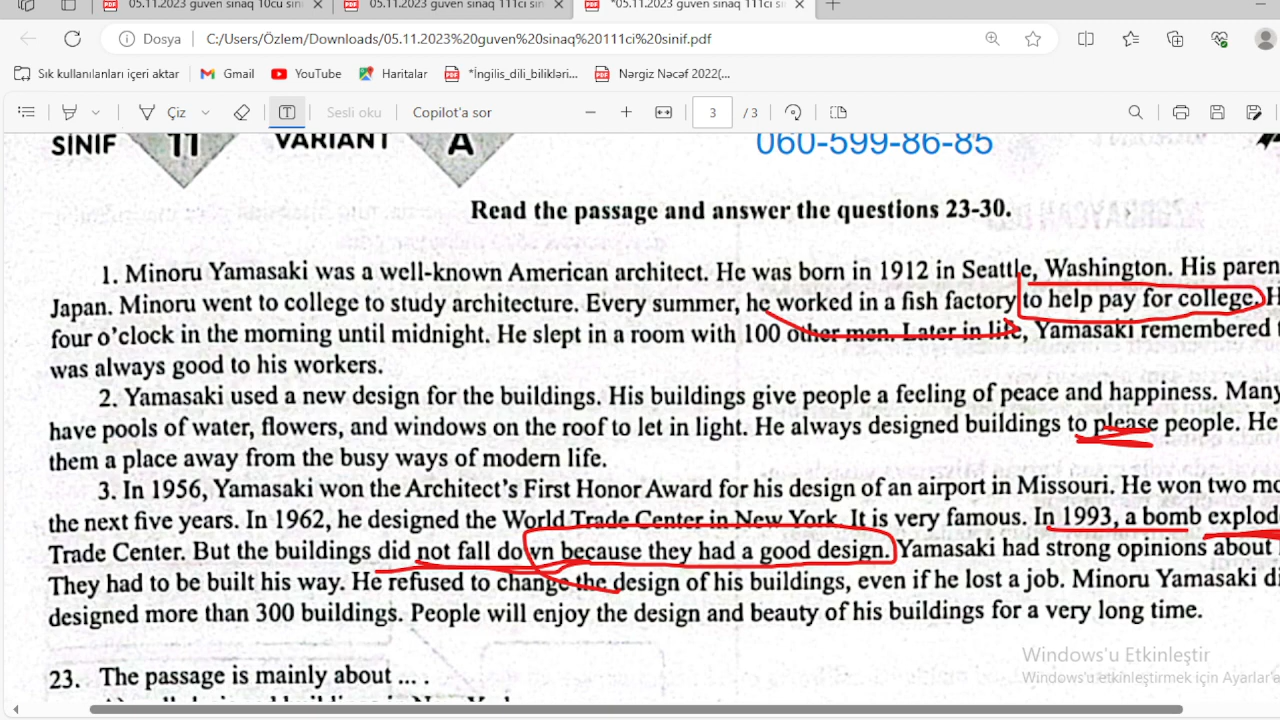 05.11.2023 guven sinaq 10cu sin
05.11.2023 guven sinaq 111ci sin
*05.11.2023 guven sinaq 111ci si
Dosya C:/Users/Özlem/Downloads/05.11.2023%20guven%20sinaq%20111ci%20sinif.pdf
Sık kullanılanları içeri aktar Gmail YouTube Haritalar *İngilis_dili_bilikləri... Nərgiz Nəcəf 2022(...
Çiz Sesli oku Copilot'a sor 3 /3
SINIF 11 VARIANT A 060-599-86-85
Read the passage and answer the questions 23-30.
1. Minoru Yamasaki was a well-known American architect. He was born in 1912 in Seattle, Washington. His paren
Japan. Minoru went to college to study architecture. Every summer, he worked in a fish factory to help pay for college. H
four o'clock in the morning until midnight. He slept in a room with 100 other men. Later in life, Yamasaki remembered
was always good to his workers.
2. Yamasaki used a new design for the buildings. His buildings give people a feeling of peace and happiness. Many
have pools of water, flowers, and windows on the roof to let in light. He always designed buildings to please people. He
them a place away from the busy ways of modern life.
3. In 1956, Yamasaki won the Architect's First Honor Award for his design of an airport in Missouri. He won two mo
the next five years. In 1962, he designed the World Trade Center in New York. It is very famous. In 1993, a bomb explod
Trade Center. But the buildings did not fall down because they had a good design. Yamasaki had strong opinions about
They had to be built his way. He refused to change the design of his buildings, even if he lost a job. Minoru Yamasaki di
designed more than 300 buildings. People will enjoy the design and beauty of his buildings for a very long time.
23. The passage is mainly about ... .
Windows'u Etkinleştir
Windows'u etkinleştirmek için Ayarlar'a